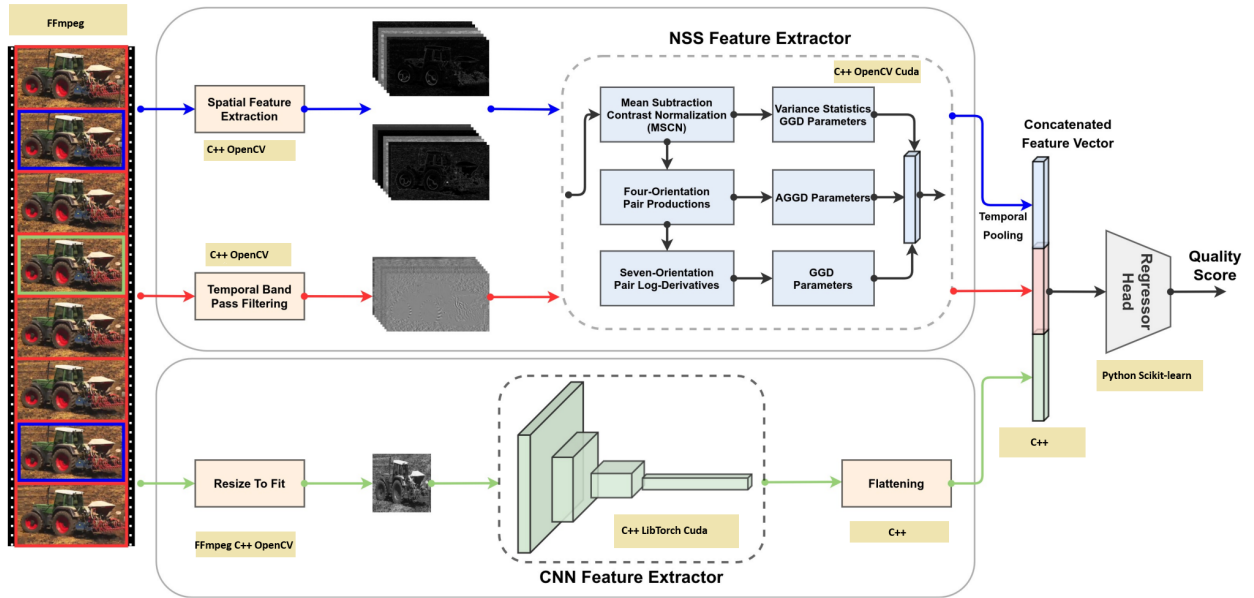 FFmpeg
NSS Feature Extractor
C++ OpenCV Cuda
Spatial Feature
Extraction
C++ OpenCV
Mean Subtraction
Contrast Normalization
(MSCN)
Variance Statistics
GGD Parameters
Four-Orientation
Pair Productions
AGGD Parameters
Seven-Orientation
Pair Log-Derivatives
GGD
Parameters
C++ OpenCV
Temporal Band
Pass Filtering
Concatenated
Feature Vector
Temporal
Pooling
Regressor
Head
Quality
Score
Python Scikit-learn
C++
Resize To Fit
FFmpeg C++ OpenCV
C++ LibTorch Cuda
CNN Feature Extractor
Flattening
C++